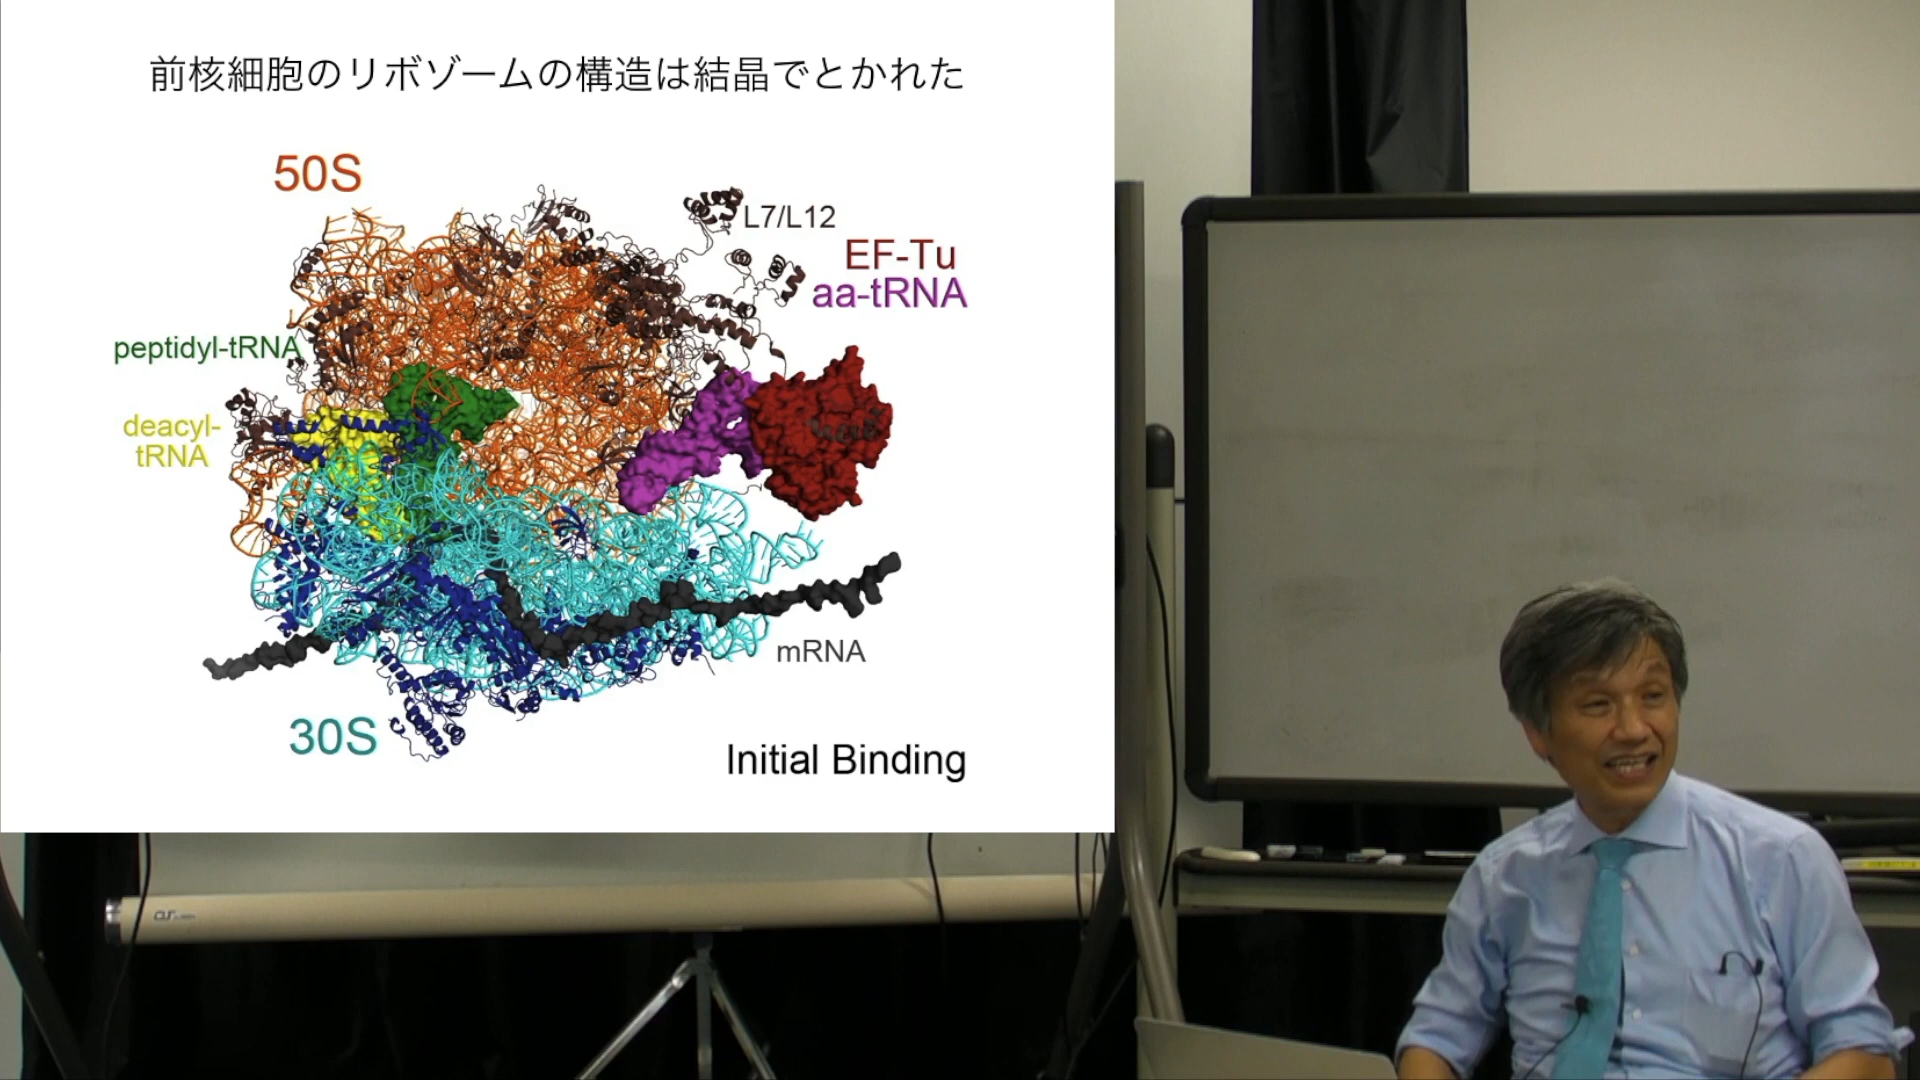 前核細胞のリボゾームの構造は結晶でとかれた
50S
L7/L12
EF-Tu
aa-tRNA
peptidyl-tRNA
deacyl-
tRNA
mRNA
30S
Initial Binding